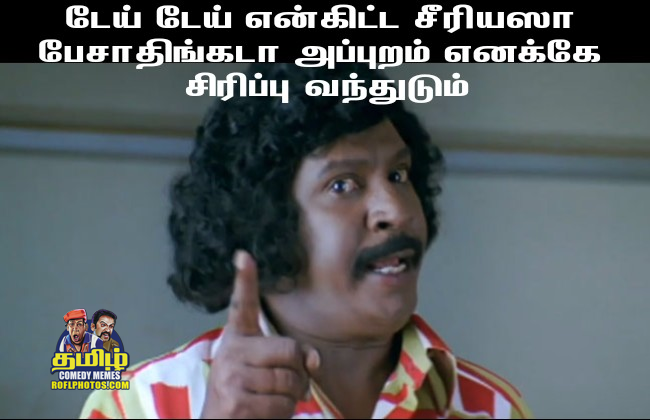 டேய் டேய் என்கிட்ட சீரியஸா
பேசாதிங்கடா அப்புறம் எனக்கே
சிரிப்பு வந்துடும்
தமிழ்
COMEDY MEMES
ROFLPHOTOS.COM